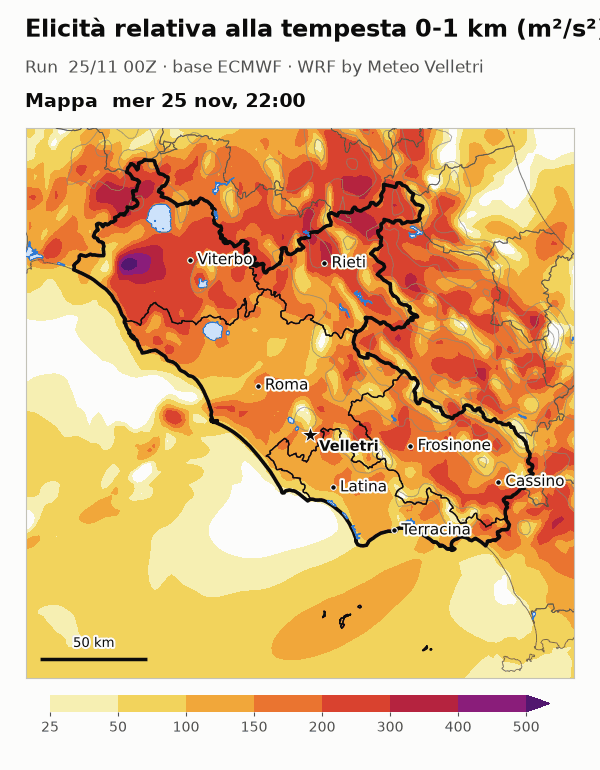 Elicità relativa alla tempesta 0-1 km (m²/s²)
Run  25/11 00Z · base ECMWF · WRF by Meteo Velletri
Mappa  mer 25 nov, 22:00
Viterbo
Rieti
Roma
Velletri
Frosinone
Latina
Cassino
Terracina
50 km
25 50 100 150 200 300 400 500